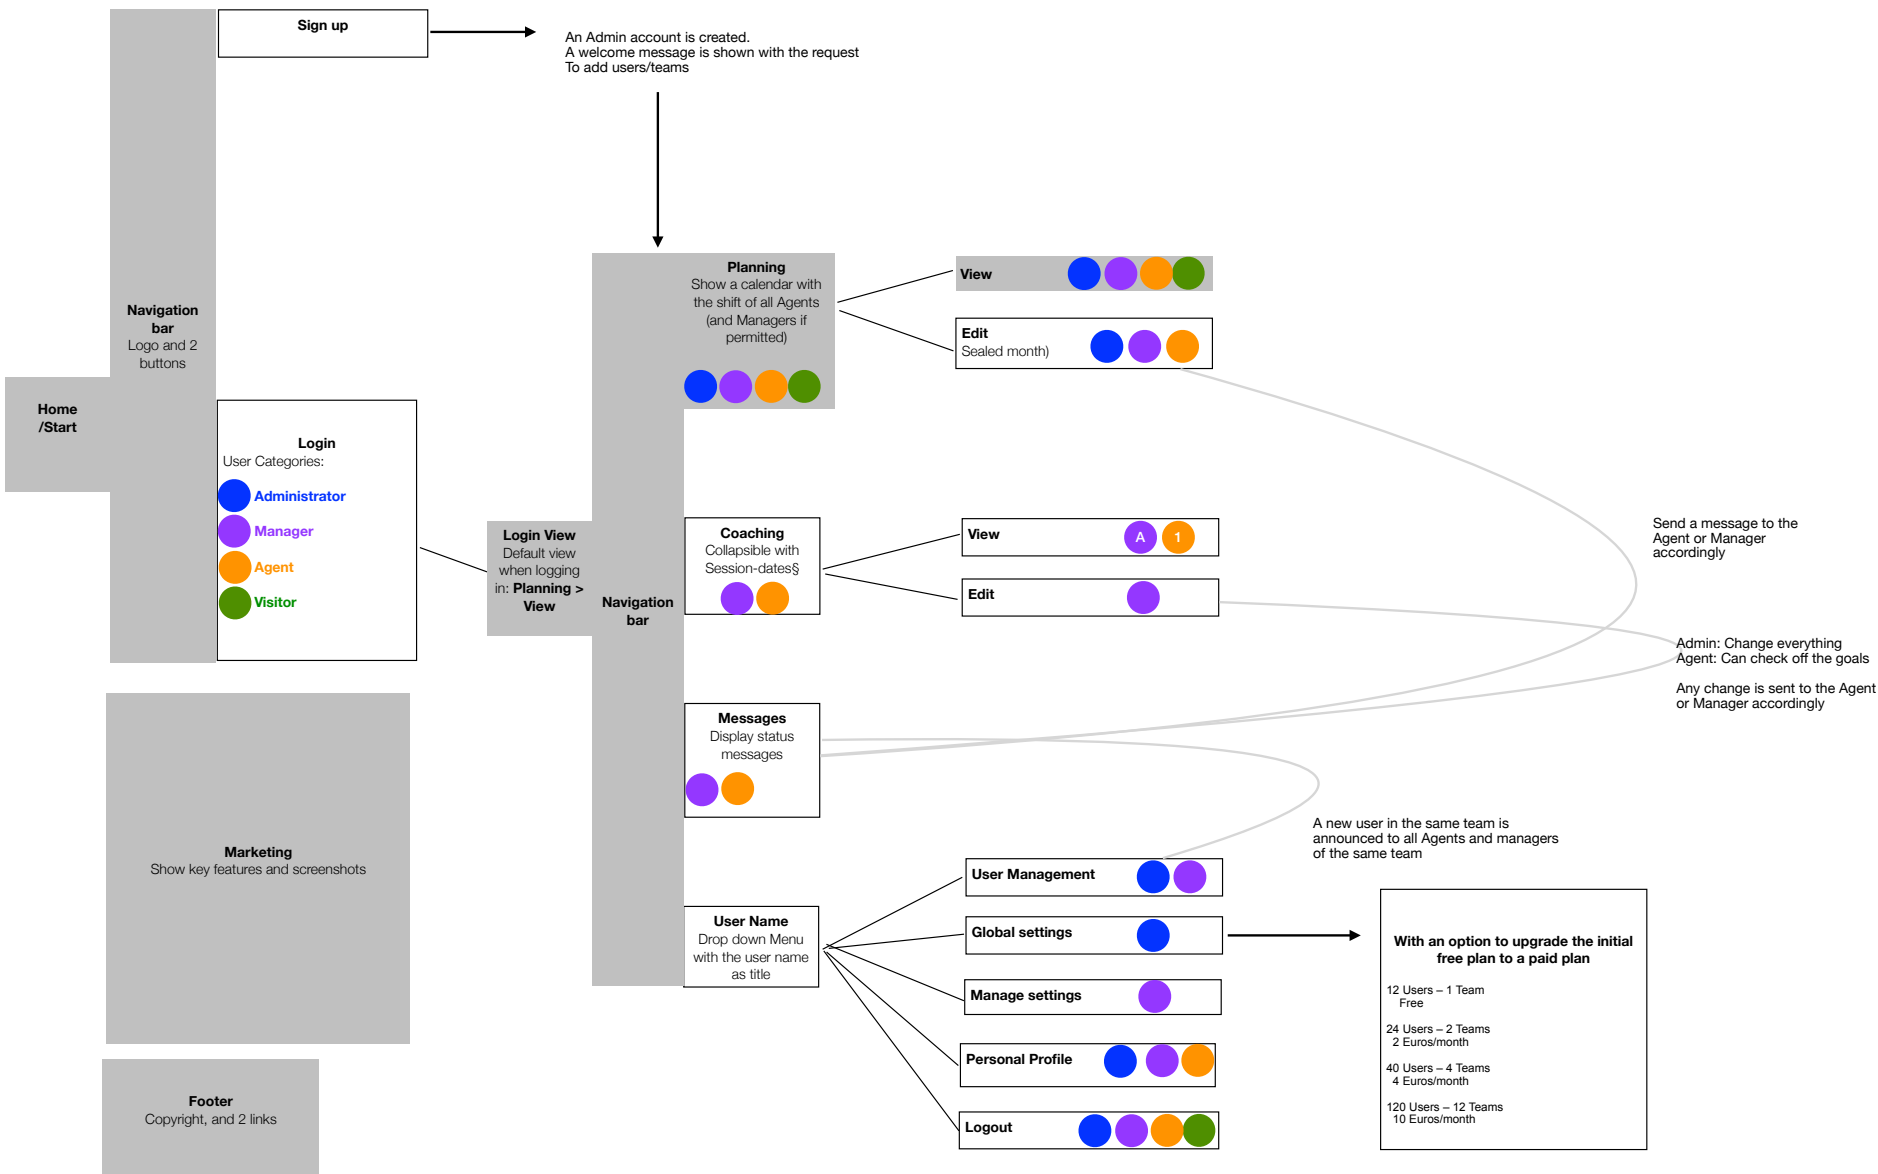 Sign up
An Admin account is created.
A welcome message is shown with the request
To add users/teams
Navigation
bar
Logo and 2
buttons
Home
/Start
Login
User Categories:
Administrator
Manager
Agent
Visitor
Marketing
Show key features and screenshots
Footer
Copyright, and 2 links
Login View
Default view
when logging
in: Planning >
View
Navigation
bar
Planning
Show a calendar with
the shift of all Agents
(and Managers if
permitted)
View
Edit
Sealed month)
Coaching
Collapsible with
Session-dates§
View
A
1
Edit
Send a message to the
Agent or Manager
accordingly
Admin: Change everything
Agent: Can check off the goals
Any change is sent to the Agent
or Manager accordingly
Messages
Display status
messages
A new user in the same team is
announced to all Agents and managers
of the same team
User Name
Drop down Menu
with the user name
as title
User Management
Global settings
Manage settings
Personal Profile
Logout
With an option to upgrade the initial
free plan to a paid plan
12 Users – 1 Team
Free
24 Users – 2 Teams
2 Euros/month
40 Users – 4 Teams
4 Euros/month
120 Users – 12 Teams
10 Euros/month